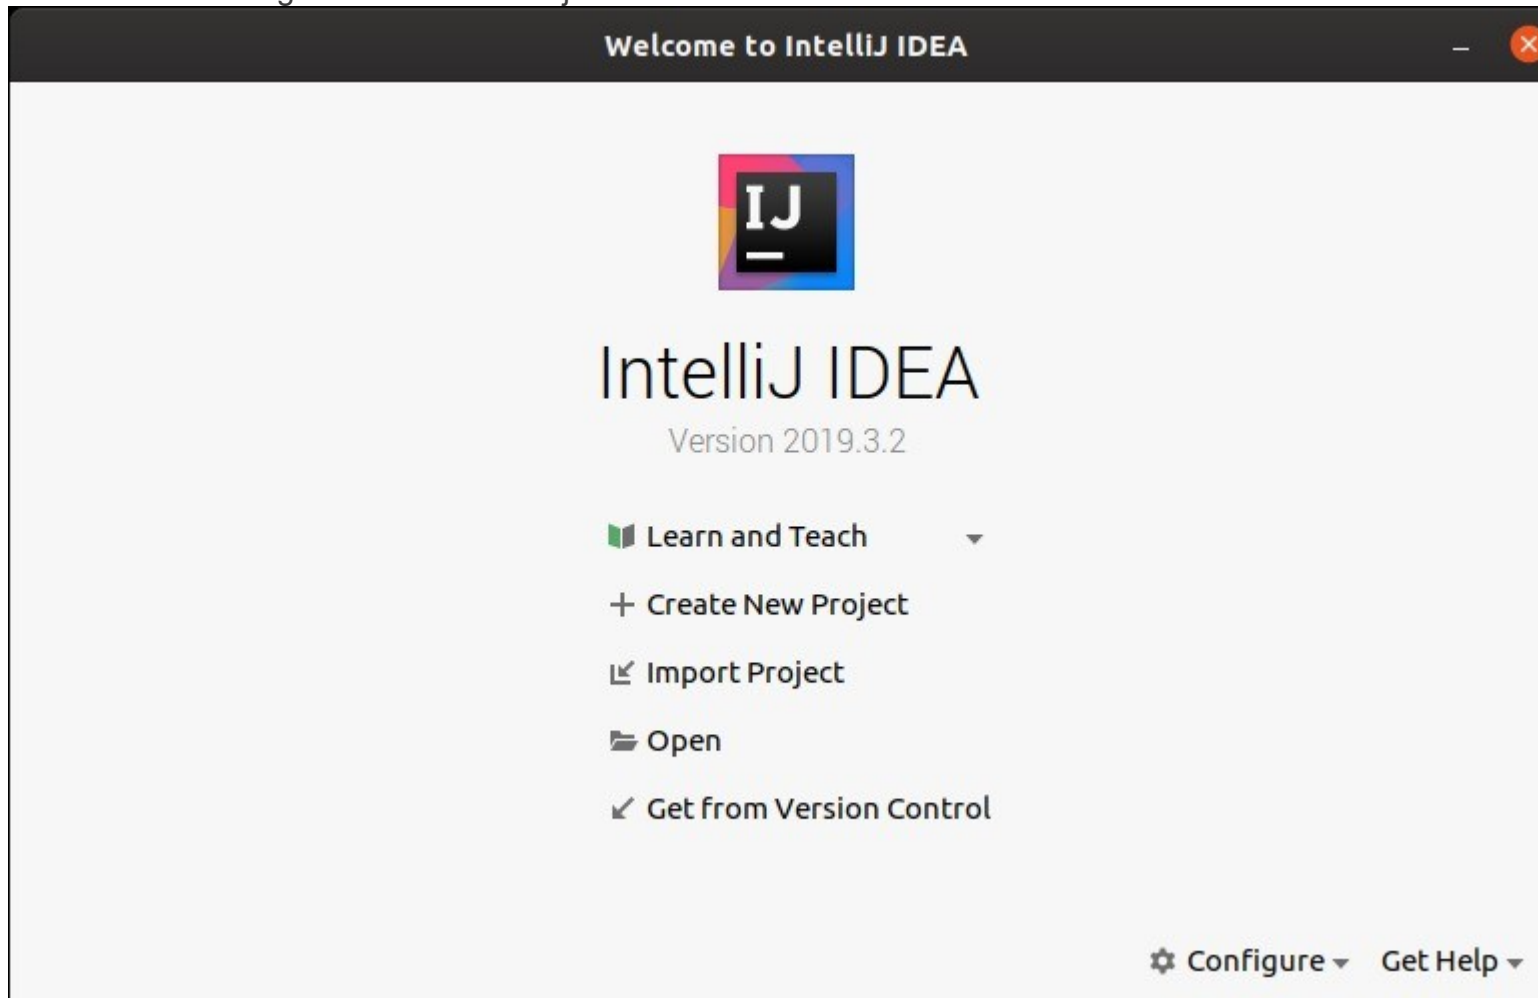 Welcome to IntelliJ IDEA
IJ
IntelliJ IDEA
Version 2019.3.2
Learn and Teach
Create New Project
Import Project
Open
Get from Version Control
Configure Get Help